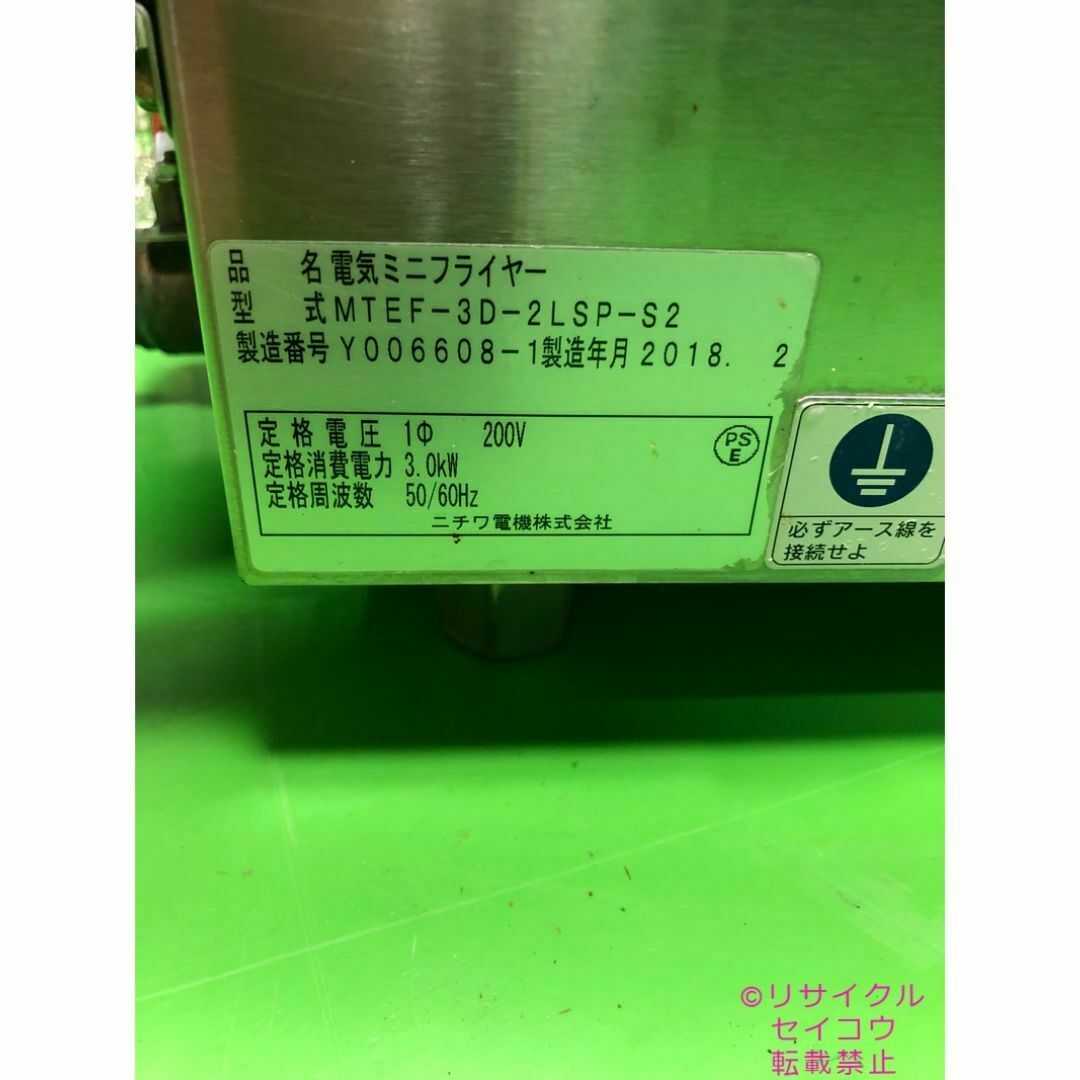 品 名 電気ミニフライヤー
型 式 MTEF-3D-2LSP-S2
製造番号 Y006608-1 製造年月 2018. 2
定格電圧 1Φ 200V
定格消費電力 3.0kW
定格周波数 50/60Hz
PS
E
ニチワ電機株式会社
必ずアース線を
接続せよ
©リサイクル
セイコウ
転載禁止